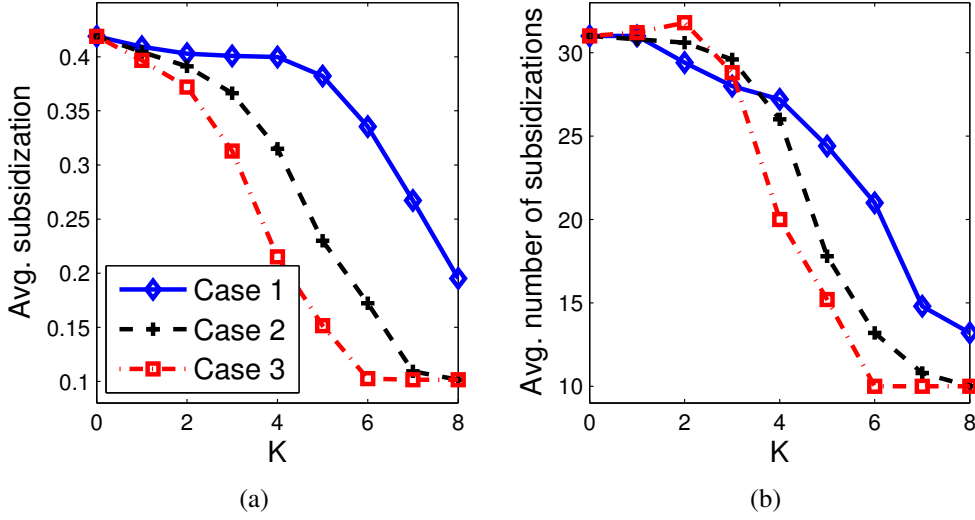 Avg. subsidization
0.4
0.35
0.3
0.25
0.2
0.15
0.1
Case 1
Case 2
Case 3
0 2 4 6 8
K
(a)
Avg. number of subsidizations
30
25
20
15
10
0 2 4 6 8
K
(b)